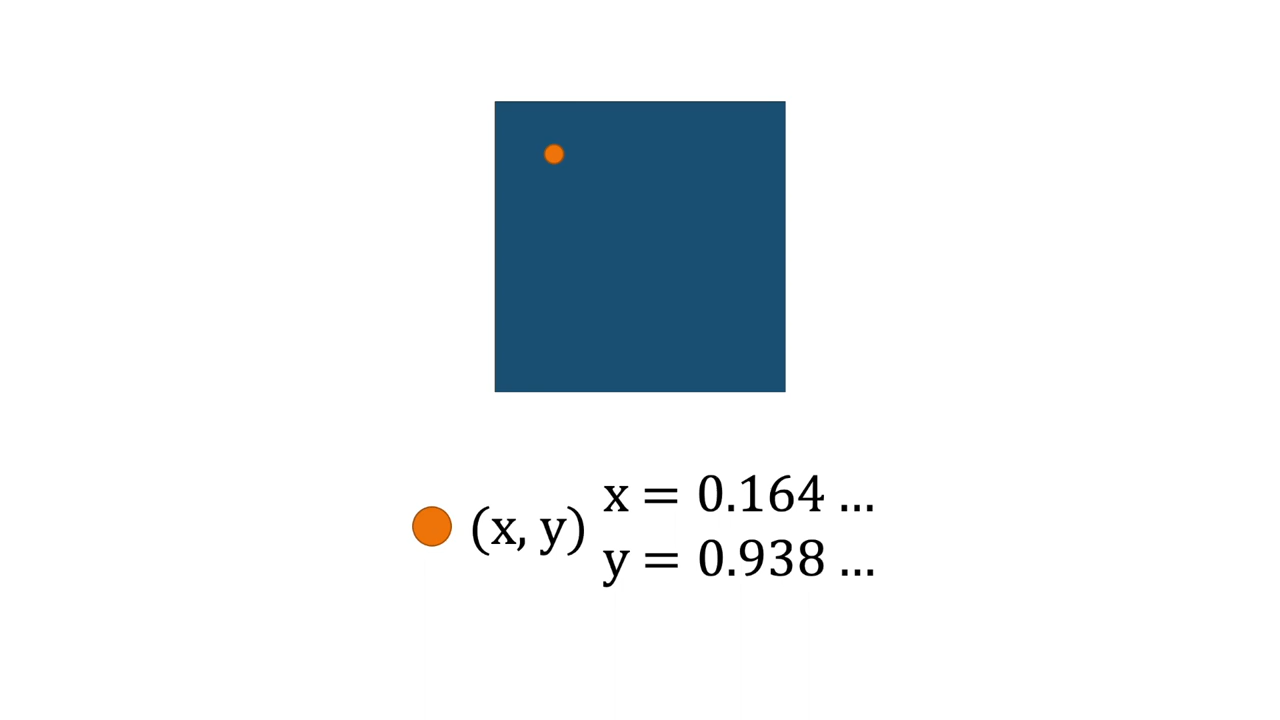 (x, y)
x = 0.164 ...
y = 0.938 ...